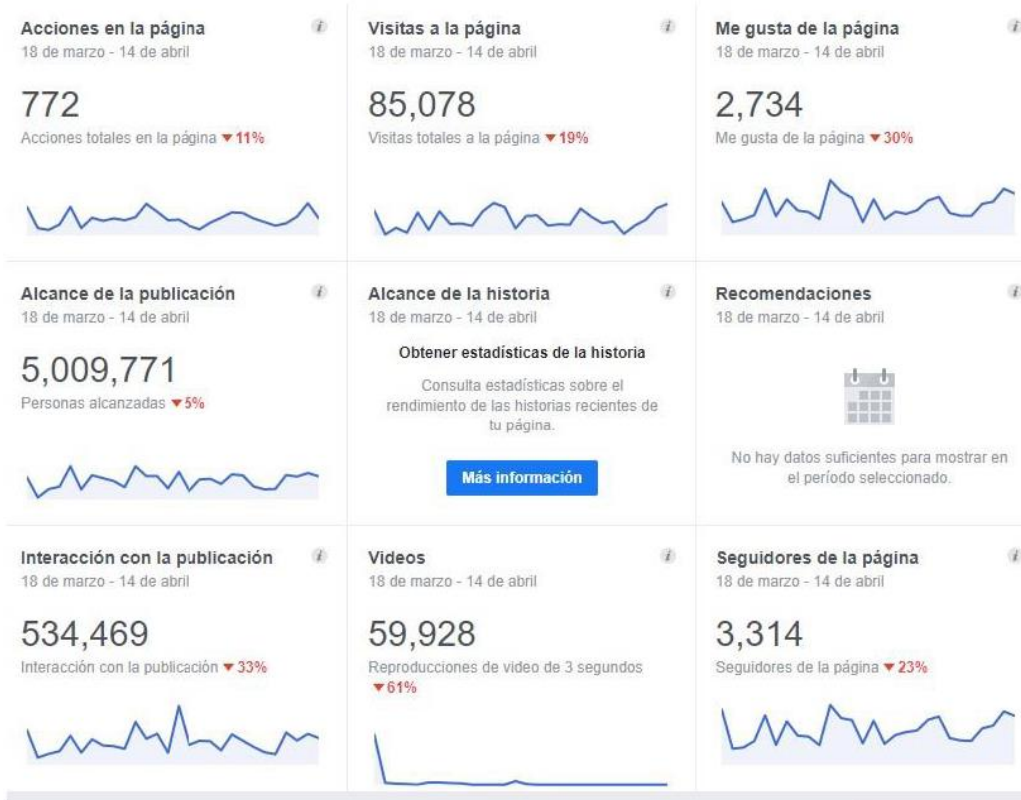 Acciones en la página
18 de marzo - 14 de abril
772
Acciones totales en la página ▼11%
Visitas a la página
18 de marzo - 14 de abril
85,078
Visitas totales a la página ▼19%
Me gusta de la página
18 de marzo - 14 de abril
2,734
Me gusta de la página ▼30%
Alcance de la publicación
18 de marzo - 14 de abril
5,009,771
Personas alcanzadas ▼5%
Alcance de la historia
18 de marzo - 14 de abril
Obtener estadísticas de la historia
Consulta estadísticas sobre el
rendimiento de las historias recientes de
tu página.
Más información
Recomendaciones
18 de marzo - 14 de abril
No hay datos suficientes para mostrar en
el período seleccionado.
Interacción con la publicación
18 de marzo - 14 de abril
534,469
Interacción con la publicación ▼33%
Videos
18 de marzo - 14 de abril
59,928
Reproducciones de video de 3 segundos
▼61%
Seguidores de la página
18 de marzo - 14 de abril
3,314
Seguidores de la página ▼23%